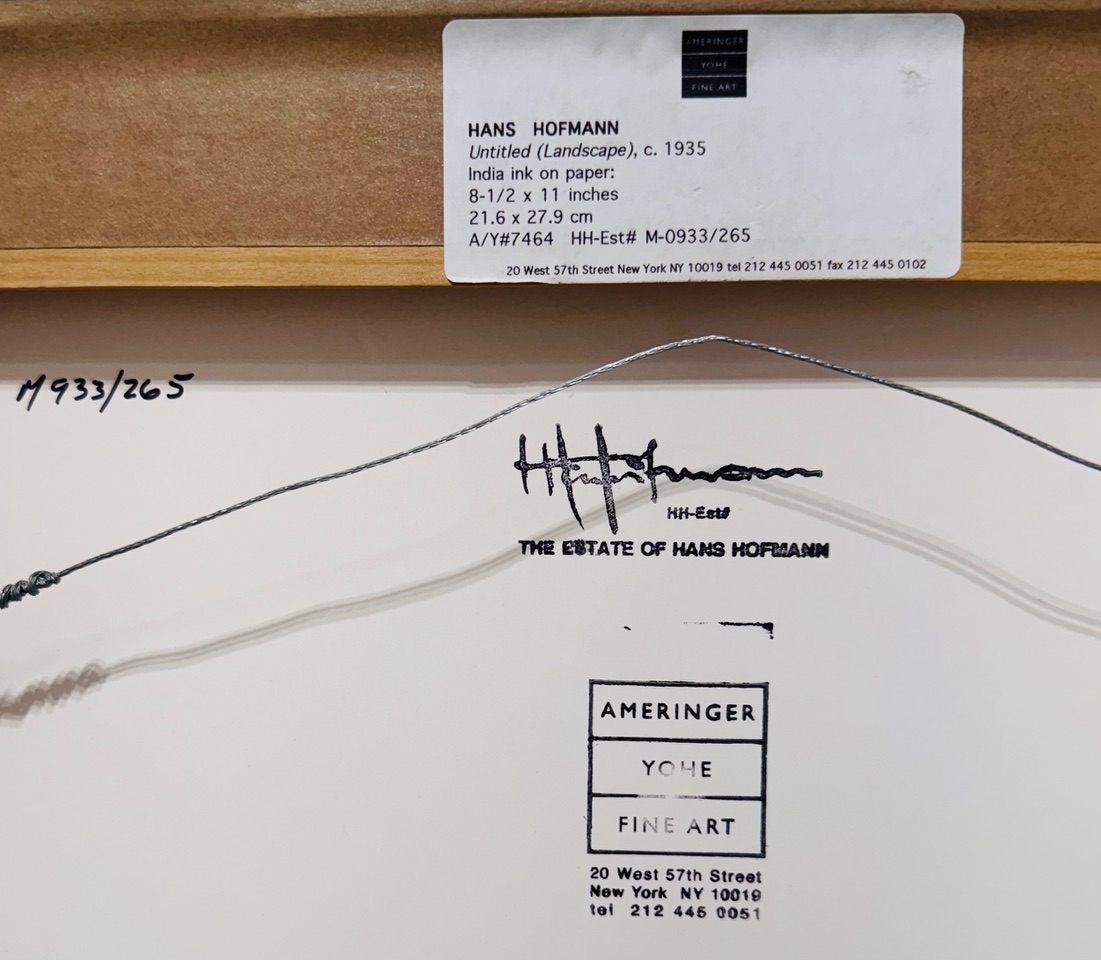 AMERINGER
YOHE
FINE ART
HANS HOFMANN
Untitled (Landscape), c. 1935
India ink on paper:
8-1/2 x 11 inches
21.6 x 27.9 cm
A/Y#7464 HH-Est# M-0933/265
20 West 57th Street New York NY 10019 tel 212 445 0051 fax 212 445 0102
M933/265
Hans Hofmann
HH-Est#
THE ESTATE OF HANS HOFMANN
AMERINGER
YOHE
FINE ART
20 West 57th Street
New York NY 10019
tel 212 445 0051